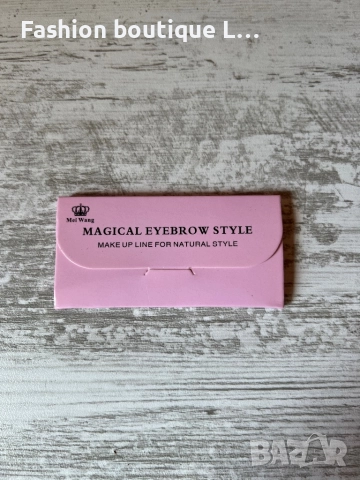 Fashion boutique L...
Mei Wang
MAGICAL EYEBROW STYLE
MAKE UP LINE FOR NATURAL STYLE
BAZAR